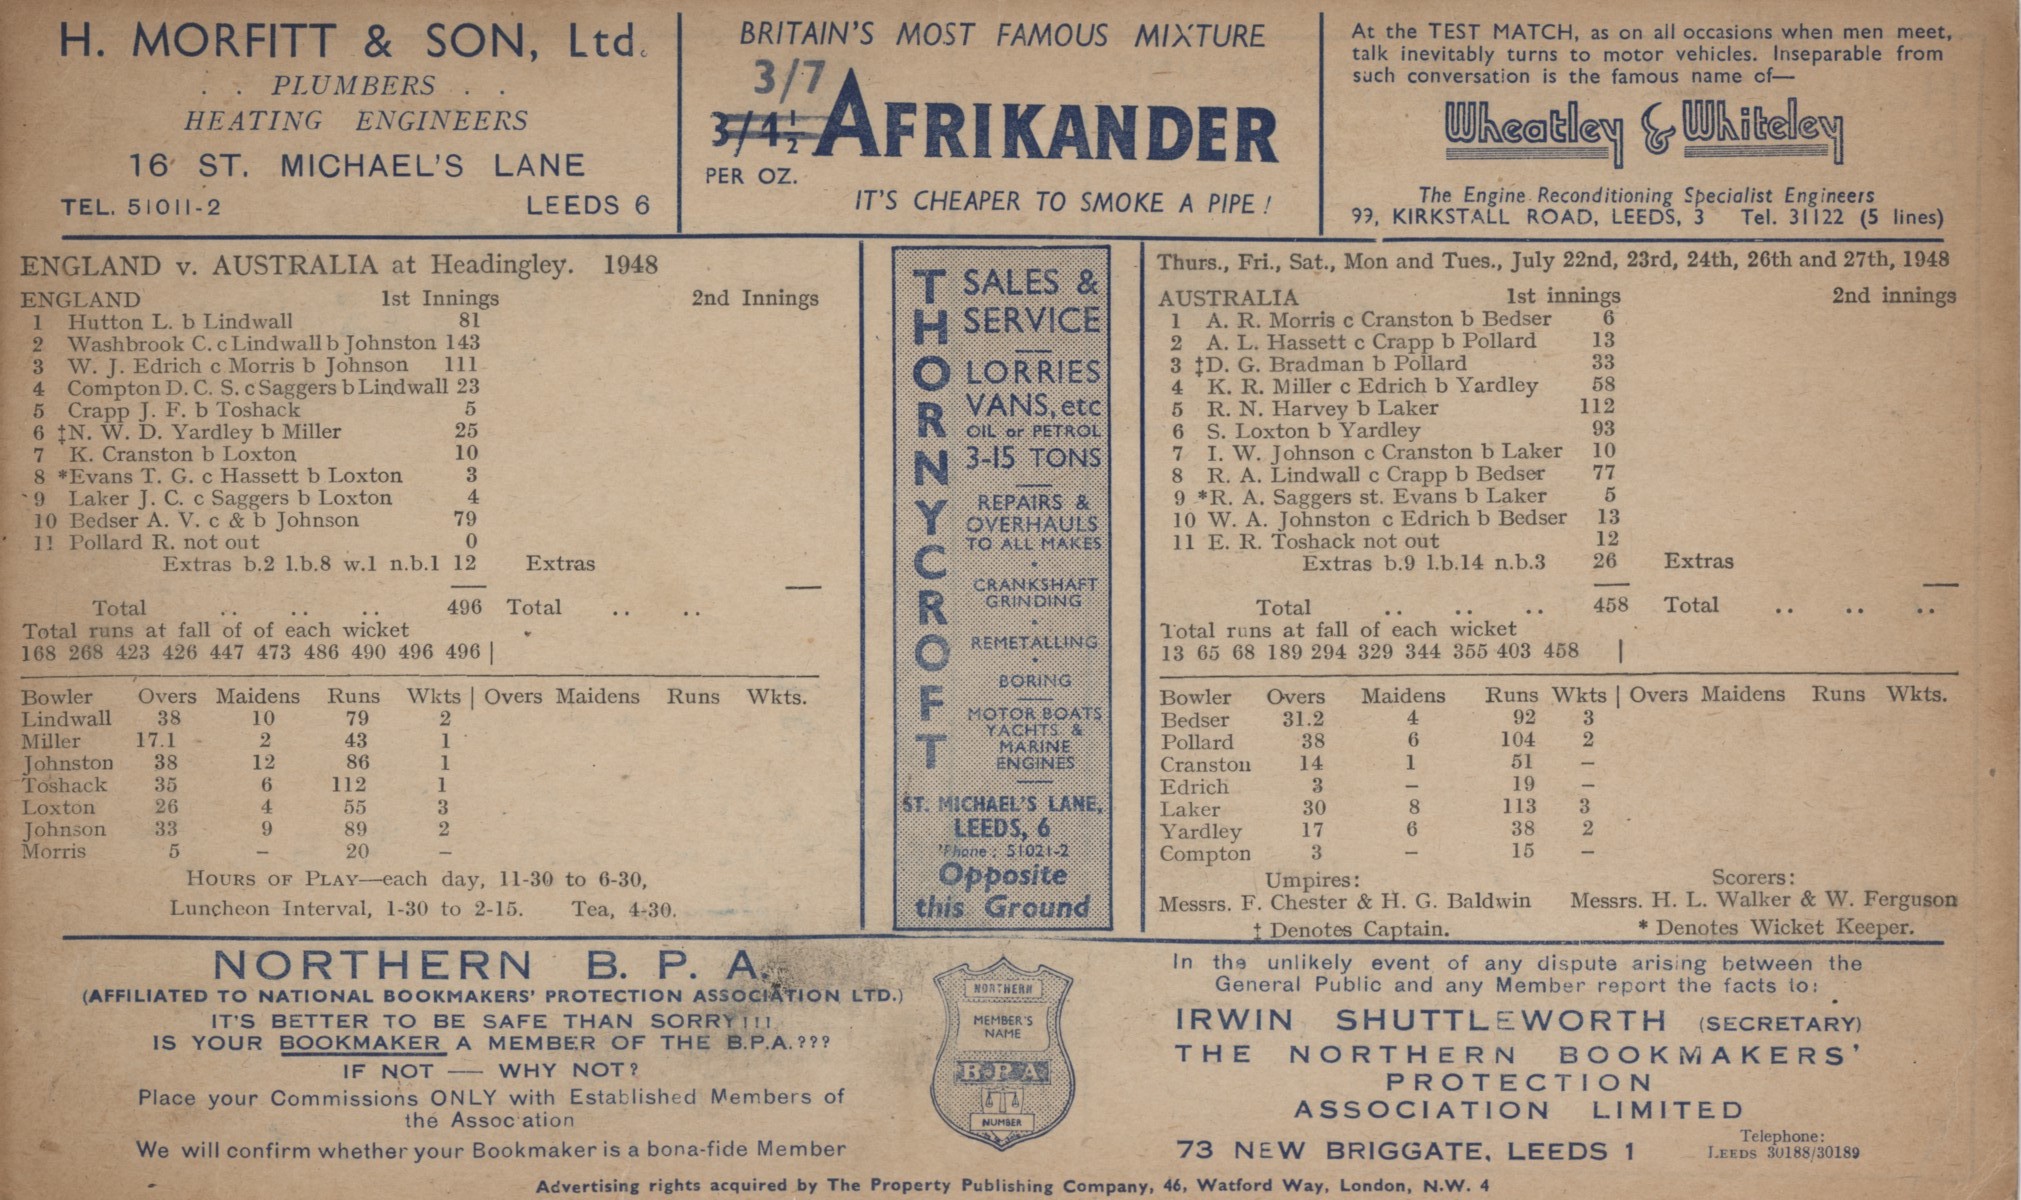 H. MORFITT & SON, Ltd.
. . PLUMBERS . .
HEATING ENGINEERS
16 ST. MICHAEL'S LANE
TEL. 51011-2 LEEDS 6
BRITAIN'S MOST FAMOUS MIXTURE
3/7
3/4½ AFRIKANDER
PER OZ.
IT'S CHEAPER TO SMOKE A PIPE!
At the TEST MATCH, as on all occasions when men meet,
talk inevitably turns to motor vehicles. Inseparable from
such conversation is the famous name of—
Wheatley & Whiteley
The Engine Reconditioning Specialist Engineers
99, KIRKSTALL ROAD, LEEDS, 3 Tel. 31122 (5 lines)
ENGLAND v. AUSTRALIA at Headingley. 1948
ENGLAND 1st Innings 2nd Innings
1 Hutton L. b Lindwall 81
2 Washbrook C. c Lindwall b Johnston 143
3 W. J. Edrich c Morris b Johnson 111
4 Compton D. C. S. c Saggers b Lindwall 23
5 Crapp J. F. b Toshack 5
6 ‡N. W. D. Yardley b Miller 25
7 K. Cranston b Loxton 10
8 *Evans T. G. c Hassett b Loxton 3
9 Laker J. C. c Saggers b Loxton 4
10 Bedser A. V. c & b Johnson 79
11 Pollard R. not out 0
Extras b.2 l.b.8 w.1 n.b.1 12 Extras
Total .. .. .. 496 Total .. ..
Total runs at fall of of each wicket
168 268 423 426 447 473 486 490 496 496 |
Bowler Overs Maidens Runs Wkts | Overs Maidens Runs Wkts.
Lindwall 38 10 79 2
Miller 17.1 2 43 1
Johnston 38 12 86 1
Toshack 35 6 112 1
Loxton 26 4 55 3
Johnson 33 9 89 2
Morris 5 – 20 –
HOURS OF PLAY—each day, 11-30 to 6-30,
Luncheon Interval, 1-30 to 2-15. Tea, 4-30.
THORNYCROFT
SALES &
SERVICE
LORRIES
VANS, etc
OIL or PETROL
3-15 TONS
REPAIRS &
OVERHAULS
TO ALL MAKES
CRANKSHAFT
GRINDING
REMETALLING
BORING
MOTOR BOATS
YACHTS &
MARINE
ENGINES
ST. MICHAEL'S LANE,
LEEDS, 6
'Phone: 51021-2
Opposite
this Ground
Thurs., Fri., Sat., Mon and Tues., July 22nd, 23rd, 24th, 26th and 27th, 1948
AUSTRALIA 1st innings 2nd innings
1 A. R. Morris c Cranston b Bedser 6
2 A. L. Hassett c Crapp b Pollard 13
3 ‡D. G. Bradman b Pollard 33
4 K. R. Miller c Edrich b Yardley 58
5 R. N. Harvey b Laker 112
6 S. Loxton b Yardley 93
7 I. W. Johnson c Cranston b Laker 10
8 R. A. Lindwall c Crapp b Bedser 77
9 *R. A. Saggers st. Evans b Laker 5
10 W. A. Johnston c Edrich b Bedser 13
11 E. R. Toshack not out 12
Extras b.9 l.b.14 n.b.3 26 Extras
Total .. .. .. 458 Total .. .. ..
Total runs at fall of each wicket
13 65 68 189 294 329 344 355 403 458 |
Bowler Overs Maidens Runs Wkts | Overs Maidens Runs Wkts.
Bedser 31.2 4 92 3
Pollard 38 6 104 2
Cranston 14 1 51 –
Edrich 3 – 19 –
Laker 30 8 113 3
Yardley 17 6 38 2
Compton 3 – 15 –
Umpires: Scorers:
Messrs. F. Chester & H. G. Baldwin Messrs. H. L. Walker & W. Ferguson
‡ Denotes Captain. * Denotes Wicket Keeper.
NORTHERN B. P. A.
(AFFILIATED TO NATIONAL BOOKMAKERS' PROTECTION ASSOCIATION LTD.)
IT'S BETTER TO BE SAFE THAN SORRY!!!
IS YOUR BOOKMAKER A MEMBER OF THE B.P.A.???
IF NOT — WHY NOT?
Place your Commissions ONLY with Established Members of
the Assoc ation
We will confirm whether your Bookmaker is a bona-fide Member
NORTHERN
MEMBER'S
NAME
B.P.A.
NUMBER
In the unlikely event of any dispute arising between the
General Public and any Member report the facts to:
IRWIN SHUTTLEWORTH (SECRETARY)
THE NORTHERN BOOKMAKERS'
PROTECTION
ASSOCIATION LIMITED
73 NEW BRIGGATE, LEEDS 1
Telephone:
LEEDS 30188/30189
Advertising rights acquired by The Property Publishing Company, 46, Watford Way, London, N.W. 4